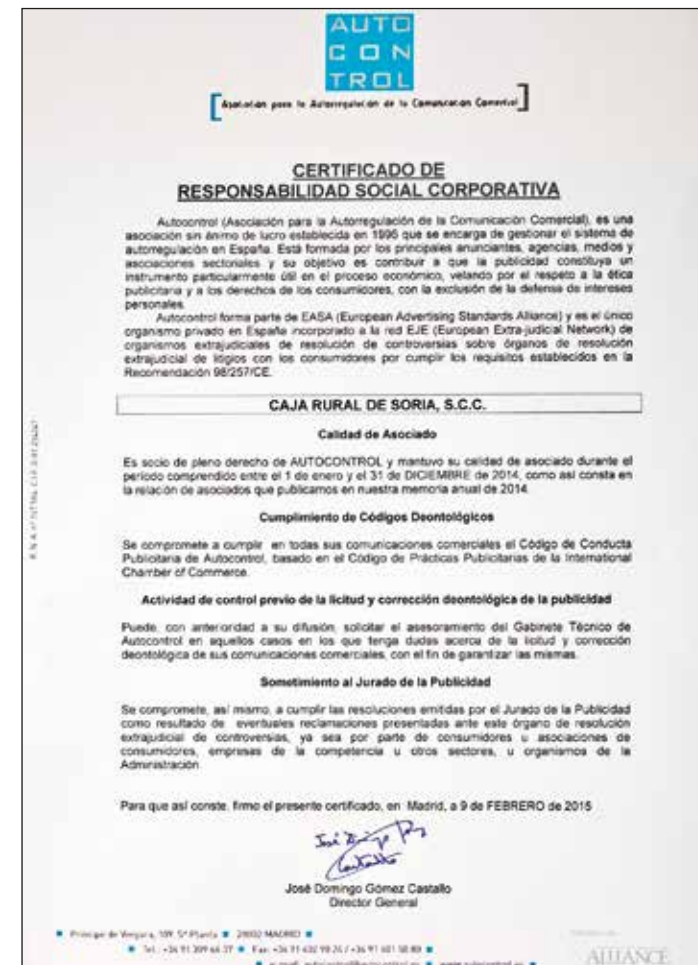 AUTO
CON
TROL
Asociación para la Autorregulación de la Comunicación Comercial
CERTIFICADO DE
RESPONSABILIDAD SOCIAL CORPORATIVA
Autocontrol (Asociación para la Autorregulación de la Comunicación Comercial), es una
asociación sin ánimo de lucro establecida en 1995 que se encarga de gestionar el sistema de
autorregulación en España. Está formada por los principales anunciantes, agencias, medios y
asociaciones sectoriales y su objetivo es contribuir a que la publicidad constituya un
instrumento particularmente útil en el proceso económico, velando por el respeto a la ética
publicitaria y a los derechos de los consumidores, con la exclusión de la defensa de intereses
personales.
Autocontrol forma parte de EASA (European Advertising Standards Alliance) y es el único
organismo privado en España incorporado a la red EJE (European Extra-judicial Network) de
organismos extrajudiciales de resolución de controversias sobre órganos de resolución
extrajudicial de litigios con los consumidores por cumplir los requisitos establecidos en la
Recomendación 98/257/CE.
CAJA RURAL DE SORIA, S.C.C.
Calidad de Asociado
Es socio de pleno derecho de AUTOCONTROL y mantuvo su calidad de asociado durante el
periodo comprendido entre el 1 de enero y el 31 de DICIEMBRE de 2014, como así consta en
la relación de asociados que publicamos en nuestra memoria anual de 2014.
Cumplimiento de Códigos Deontológicos
Se compromete a cumplir en todas sus comunicaciones comerciales el Código de Conducta
Publicitaria de Autocontrol, basado en el Código de Prácticas Publicitarias de la International
Chamber of Commerce.
Actividad de control previo de la licitud y corrección deontológica de la publicidad
Puede, con anterioridad a su difusión, solicitar el asesoramiento del Gabinete Técnico de
Autocontrol en aquellos casos en los que tenga dudas acerca de la licitud y corrección
deontológica de sus comunicaciones comerciales, con el fin de garantizar las mismas.
Sometimiento al Jurado de la Publicidad
Se compromete, así mismo, a cumplir las resoluciones emitidas por el Jurado de la Publicidad
como resultado de eventuales reclamaciones presentadas ante este órgano de resolución
extrajudicial de controversias, ya sea por parte de consumidores u asociaciones de
consumidores, empresas de la competencia u otros sectores, u organismos de la
Administración.
Para que así conste, firmo el presente certificado, en Madrid, a 9 de FEBRERO de 2015
José Domingo Gómez Castallo
Director General
Príncipe de Vergara, 109, 5ª Planta 28002 MADRID
Tel.: +34 91 309 66 37 Fax: +34 91 402
ALLIANCE